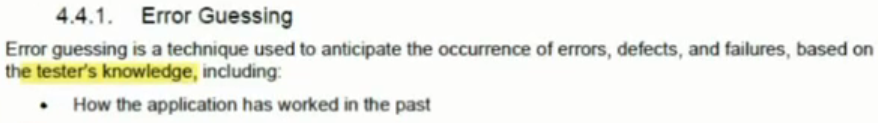 4.4.1. Error Guessing
Error guessing is a technique used to anticipate the occurrence of errors, defects, and failures, based on
the tester's knowledge, including:
• How the application has worked in the past